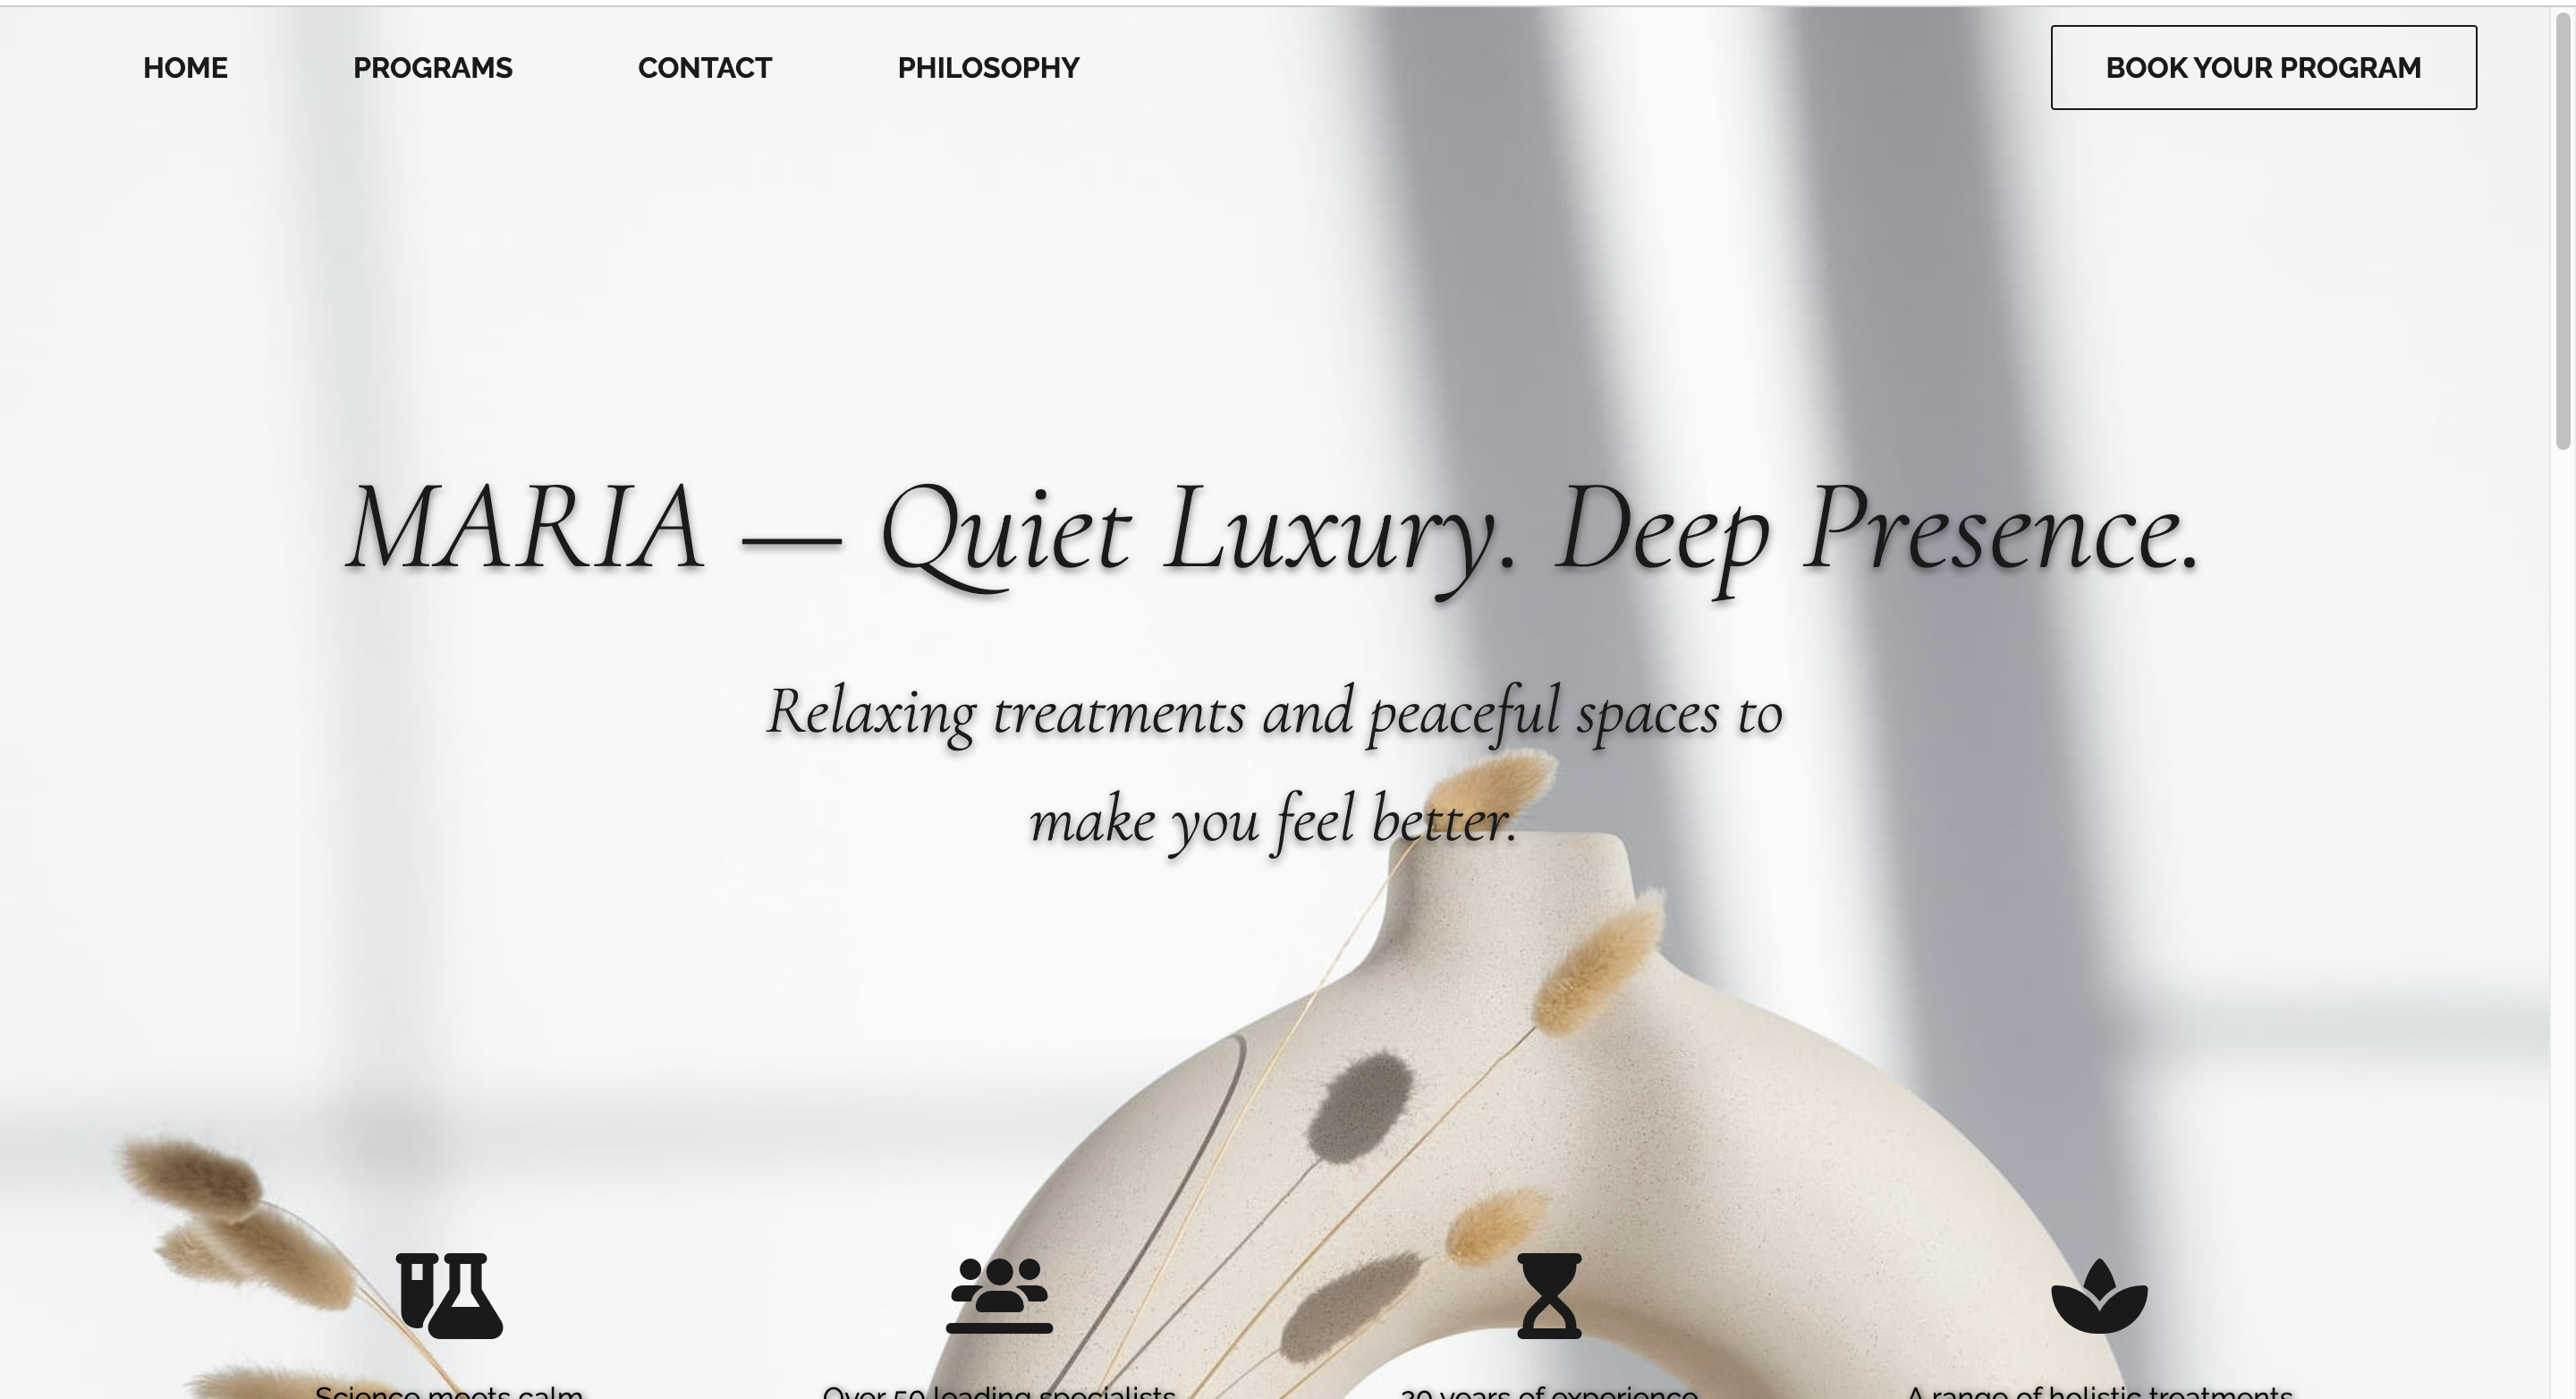 HOME PROGRAMS CONTACT PHILOSOPHY BOOK YOUR PROGRAM
MARIA — Quiet Luxury. Deep Presence.
Relaxing treatments and peaceful spaces to
make you feel better.
Science meets calm Over 50 leading specialists 20 years of experience A range of holistic treatments